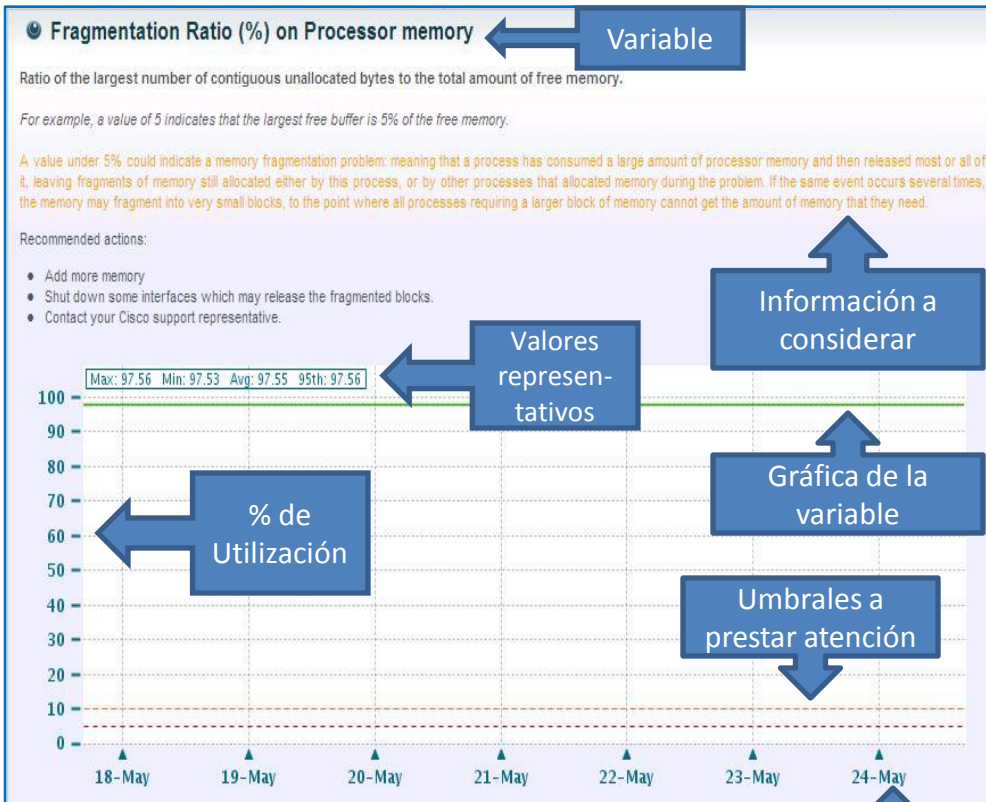 Fragmentation Ratio (%) on Processor memory
Variable
Ratio of the largest number of contiguous unallocated bytes to the total amount of free memory.
For example, a value of 5 indicates that the largest free buffer is 5% of the free memory.
A value under 5% could indicate a memory fragmentation problem: meaning that a process has consumed a large amount of processor memory and then released most or all of
it, leaving fragments of memory still allocated either by this process, or by other processes that allocated memory during the problem. If the same event occurs several times,
the memory may fragment into very small blocks, to the point where all processes requiring a larger block of memory cannot get the amount of memory that they need.
Recommended actions:
Add more memory
Shut down some interfaces which may release the fragmented blocks.
Contact your Cisco support representative.
Información a
considerar
Valores
represen-
tativos
Max: 97.56 Min: 97.53 Avg: 97.55 95th: 97.56
100
90
80
70
60
50
40
30
20
10
0
Gráfica de la
variable
% de
Utilización
Umbrales a
prestar atención
18-May 19-May 20-May 21-May 22-May 23-May 24-May